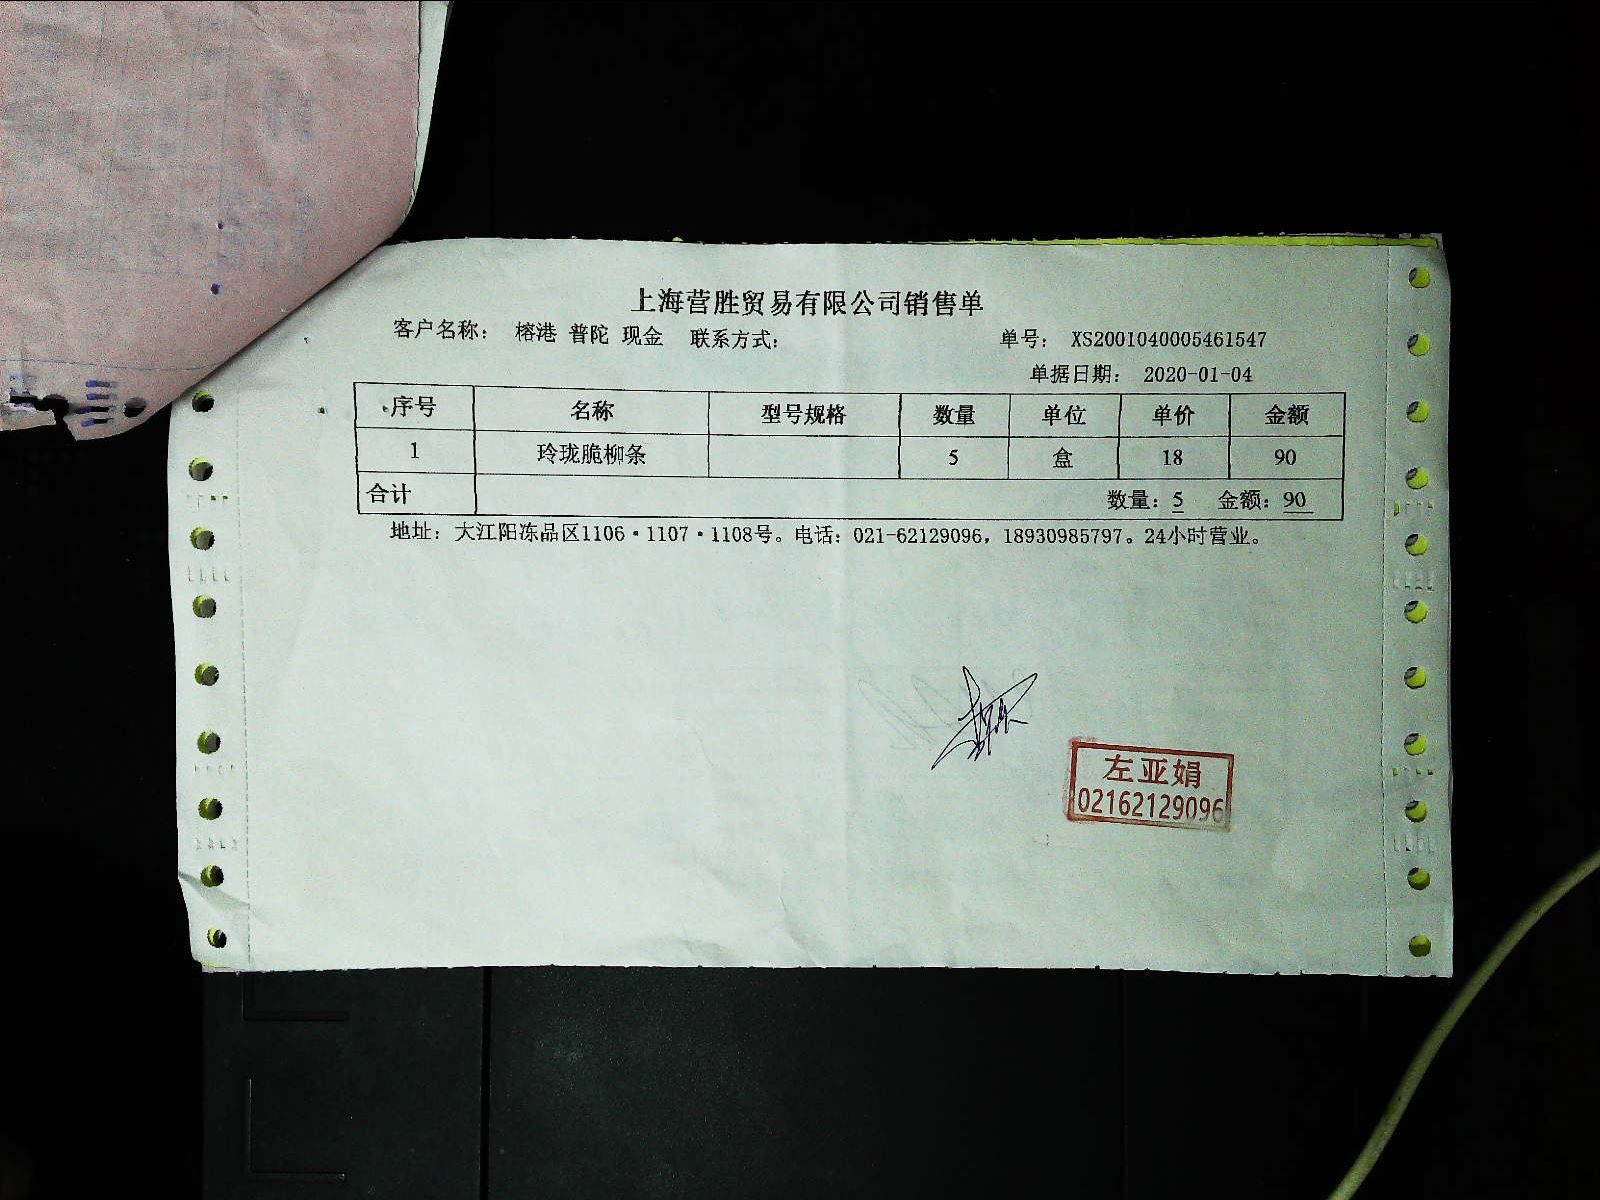 上海营胜贸易有限公司销售单
客户名称： 榕港 普陀 现金 联系方式： 单号： XS2001040005461547
单据日期： 2020-01-04
序号 名称 型号规格 数量 单位 单价 金额
1 玲珑脆柳条 5 盒 18 90
合计 数量：5 金额：90
地址：大江阳冻品区1106·1107·1108号。电话：021-62129096，18930985797。24小时营业。
左亚娟
02162129096